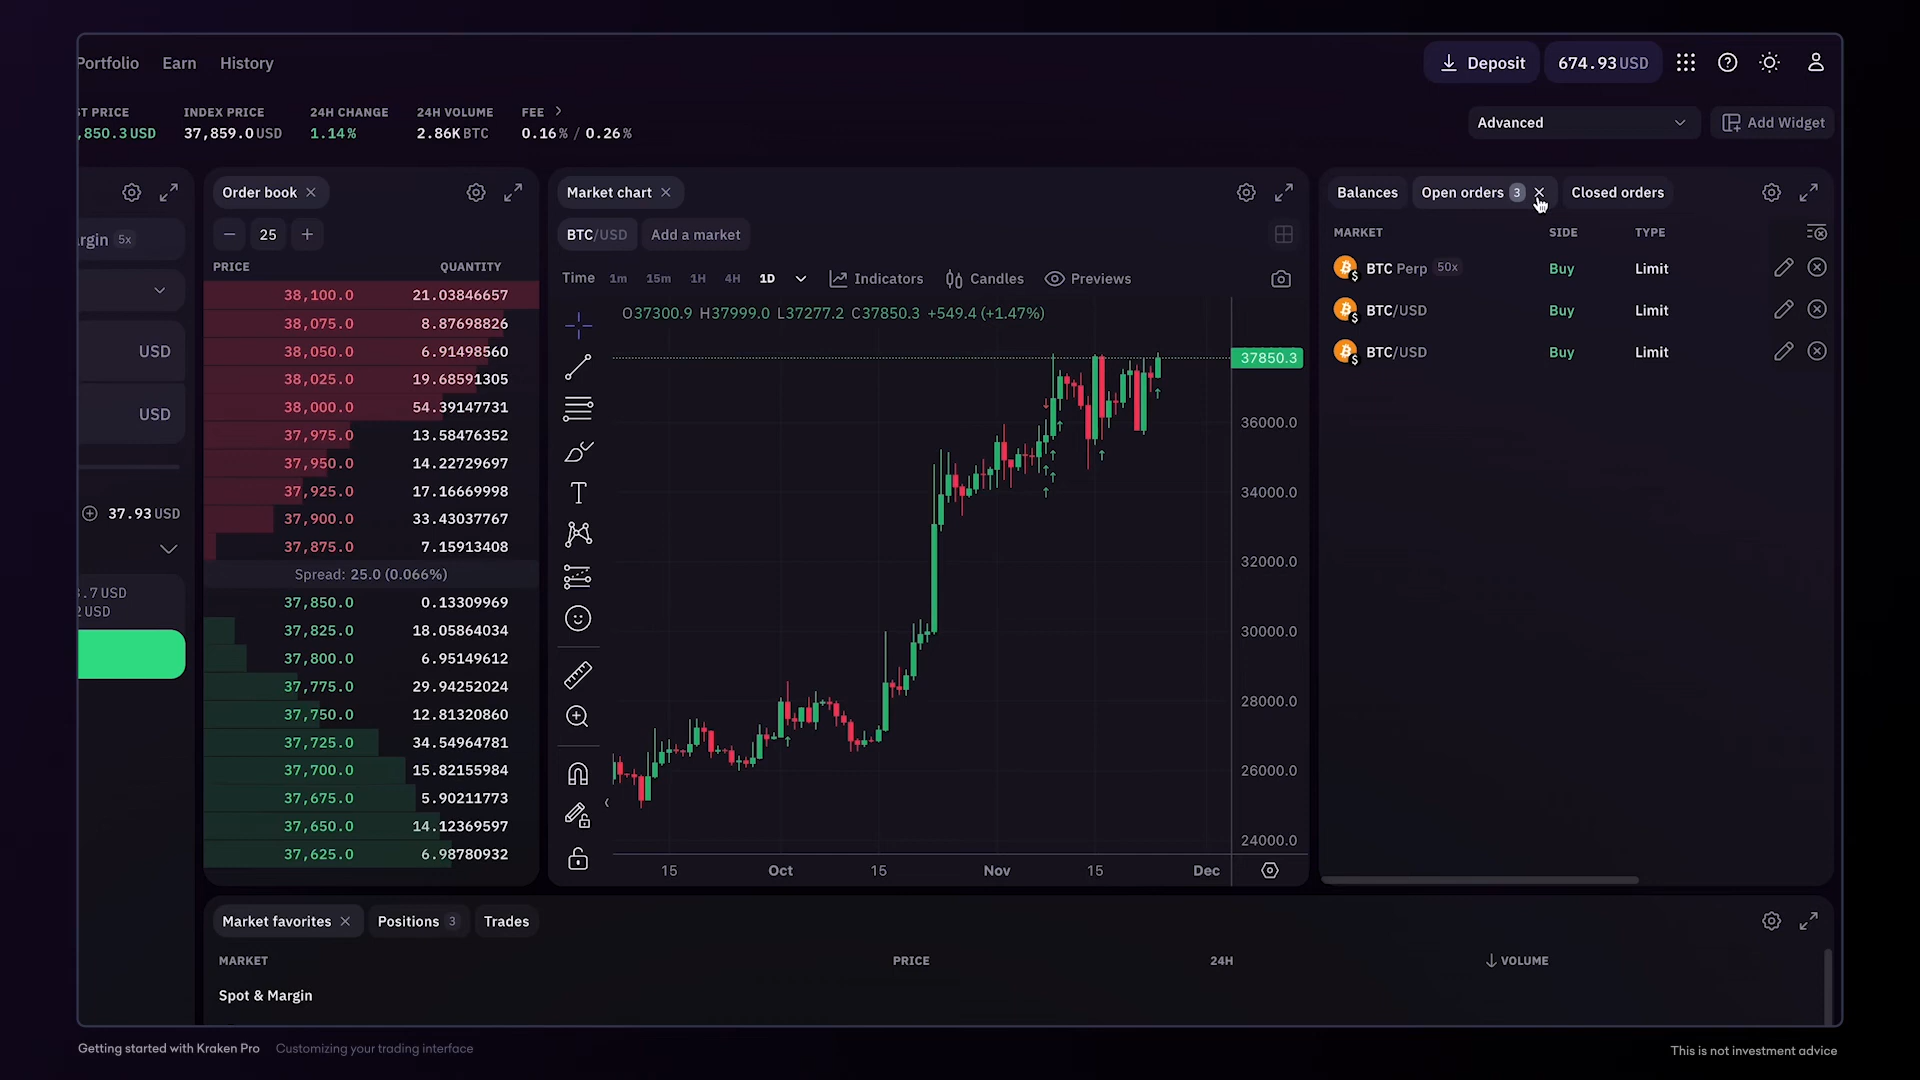 Portfolio Earn History
Deposit 674.93 USD
ST PRICE INDEX PRICE 24H CHANGE 24H VOLUME FEE
,850.3 USD 37,859.0 USD 1.14% 2.86K BTC 0.16% / 0.26%
Advanced Add Widget
rgin 5x
USD
USD
37.93 USD
.7 USD
2 USD
Order book
25
PRICE QUANTITY
38,100.0 21.03846657
38,075.0 8.87698826
38,050.0 6.91498560
38,025.0 19.68591305
38,000.0 54.39147731
37,975.0 13.58476352
37,950.0 14.22729697
37,925.0 17.16669998
37,900.0 33.43037767
37,875.0 7.15913408
Spread: 25.0 (0.066%)
37,850.0 0.13309969
37,825.0 18.05864034
37,800.0 6.95149612
37,775.0 29.94252024
37,750.0 12.81320860
37,725.0 34.54964781
37,700.0 15.82155984
37,675.0 5.90211773
37,650.0 14.12369597
37,625.0 6.98780932
Market chart
BTC/USD Add a market
Time 1m 15m 1H 4H 1D Indicators Candles Previews
O37300.9 H37999.0 L37277.2 C37850.3 +549.4 (+1.47%)
37850.3
36000.0
34000.0
32000.0
30000.0
28000.0
26000.0
24000.0
15 Oct 15 Nov 15 Dec
Balances Open orders 3 Closed orders
MARKET SIDE TYPE
BTC Perp 50x Buy Limit
BTC/USD Buy Limit
BTC/USD Buy Limit
Market favorites Positions 3 Trades
MARKET PRICE 24H VOLUME
Spot & Margin
Getting started with Kraken Pro Customizing your trading interface
This is not investment advice